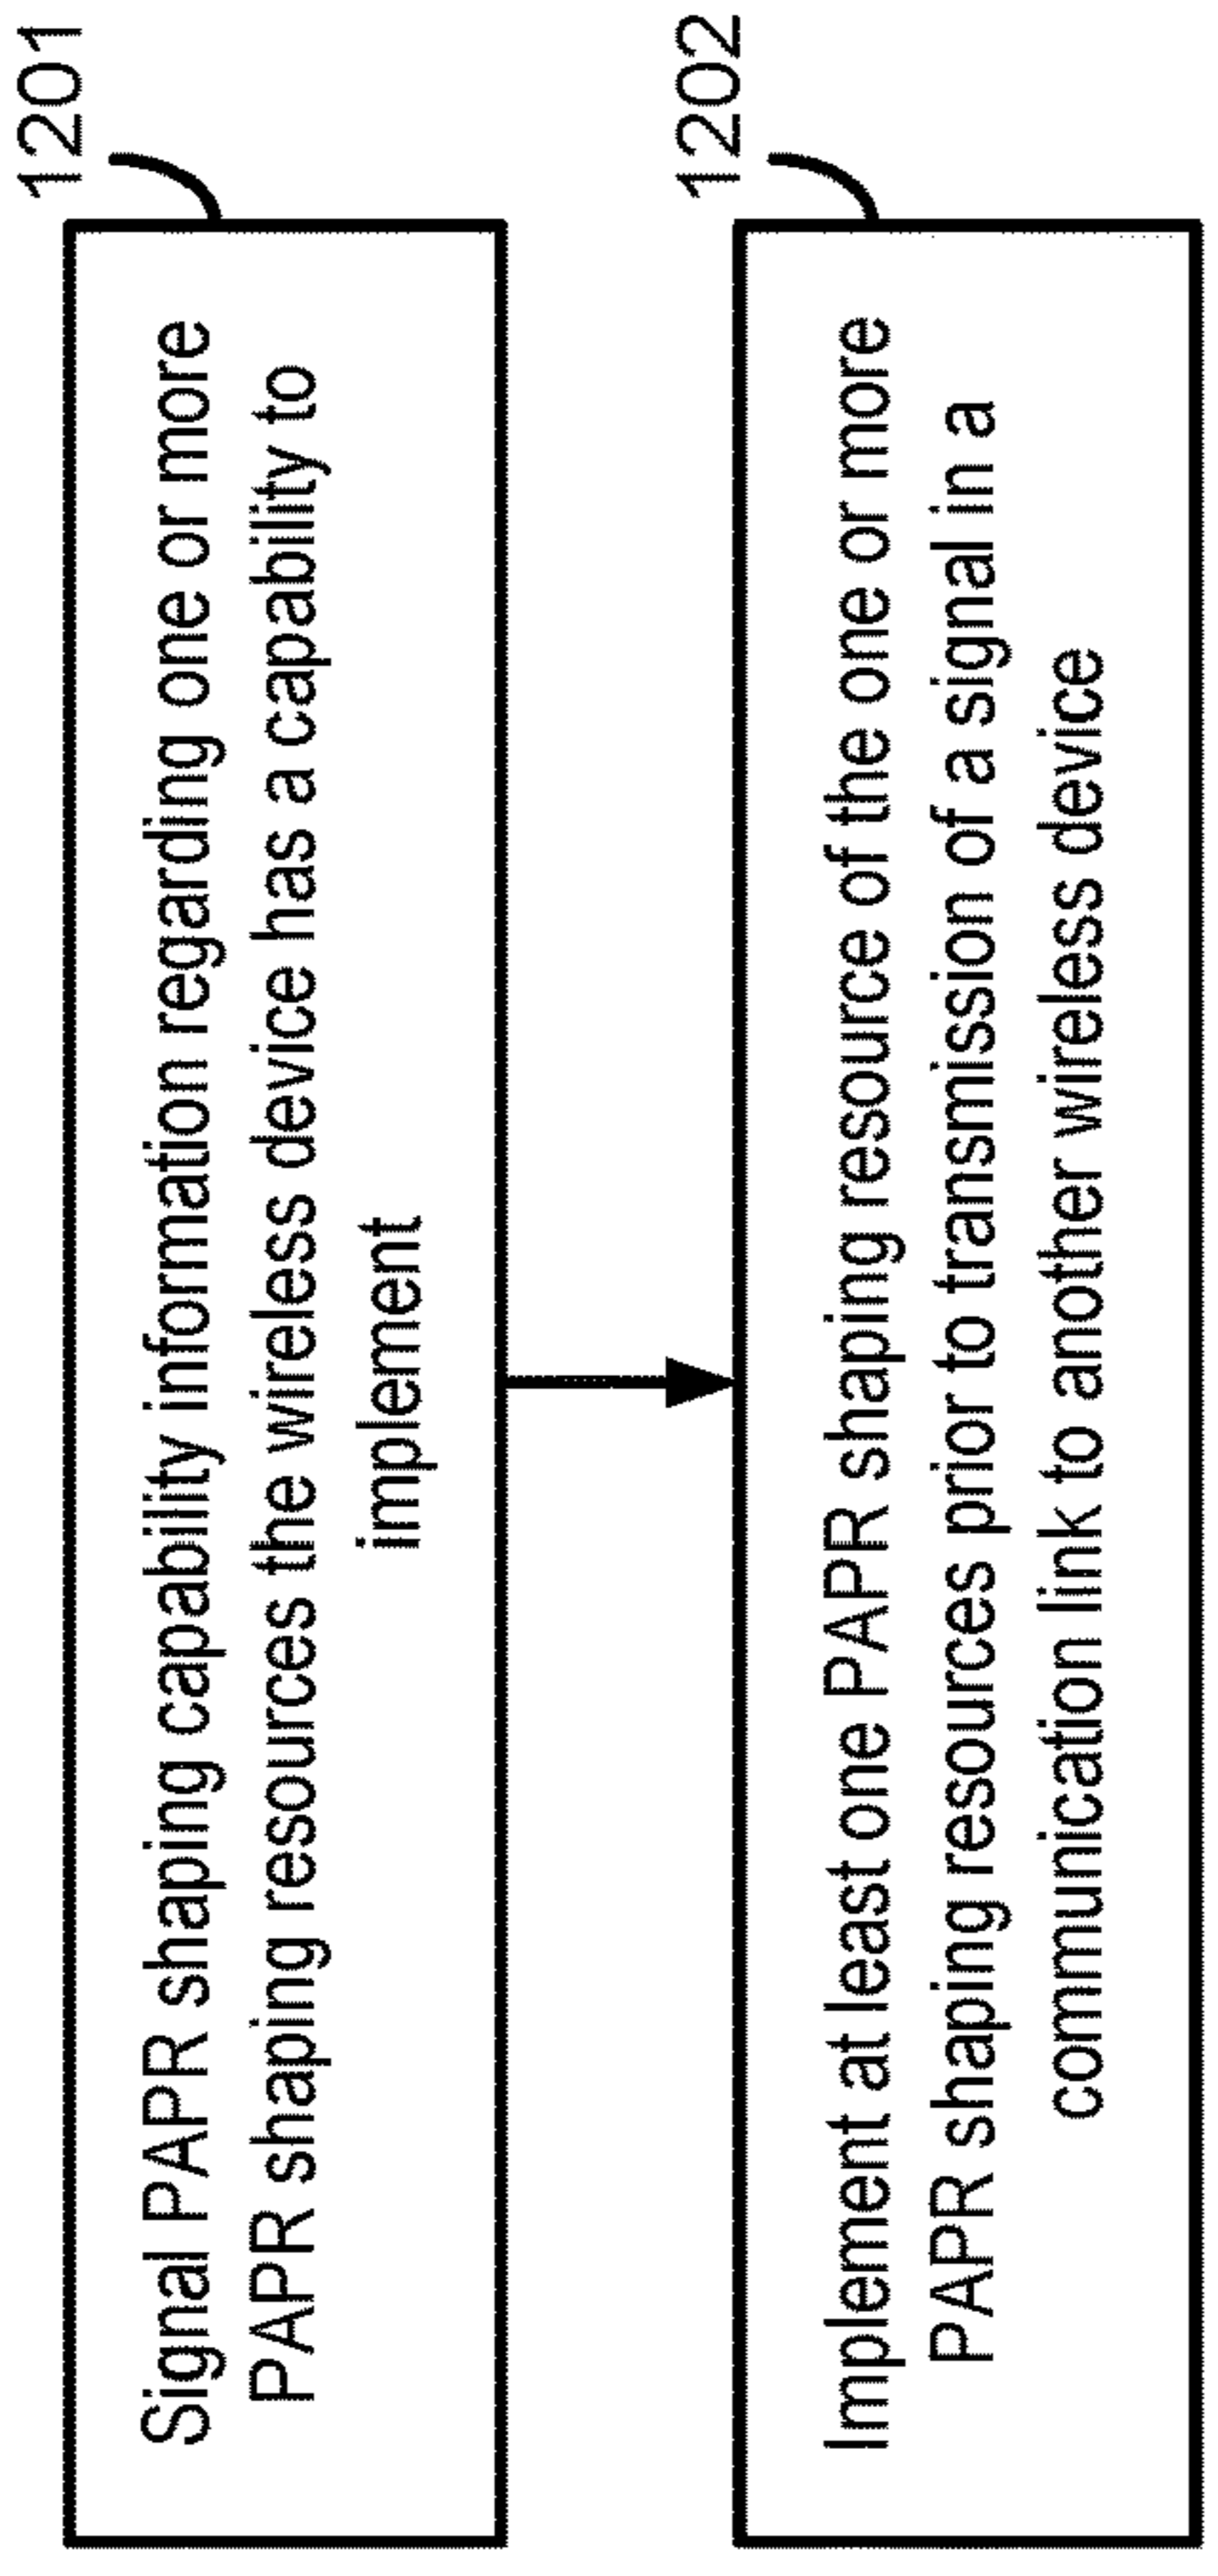 1201
Signal PAPR shaping capability information regarding one or more
PAPR shaping resources the wireless device has a capability to
implement
1202
Implement at least one PAPR shaping resource of the one or more
PAPR shaping resources prior to transmission of a signal in a
communication link to another wireless device